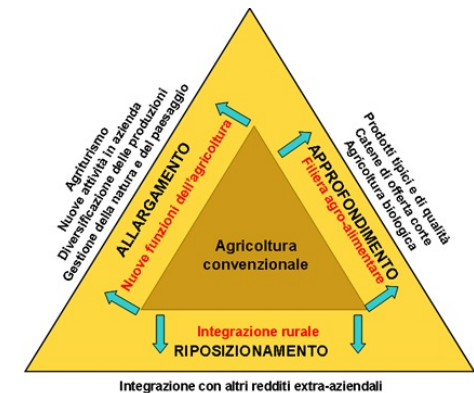 Agriturismo
Nuove attività in azienda
Diversificazione delle produzioni
Gestione della natura e del paesaggio
ALLARGAMENTO
Nuove funzioni dell'agricoltura
Prodotti tipici e di qualità
Catene di offerta corte
Agricoltura biologica
APPROFONDIMENTO
Filiera agro-alimentare
Agricoltura
convenzionale
Integrazione rurale
RIPOSIZIONAMENTO
Integrazione con altri redditi extra-aziendali